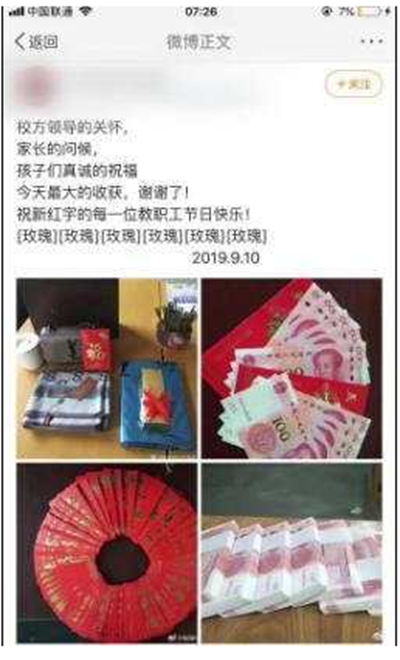 中国联通
07:26
7%
返回
微博正文
+关注
校方领导的关怀，
家长的问候，
孩子们真诚的祝福
今天最大的收获，谢谢了！
祝新红字的每一位教职工节日快乐！
[玫瑰][玫瑰][玫瑰][玫瑰][玫瑰][玫瑰]
2019.9.10
福
100